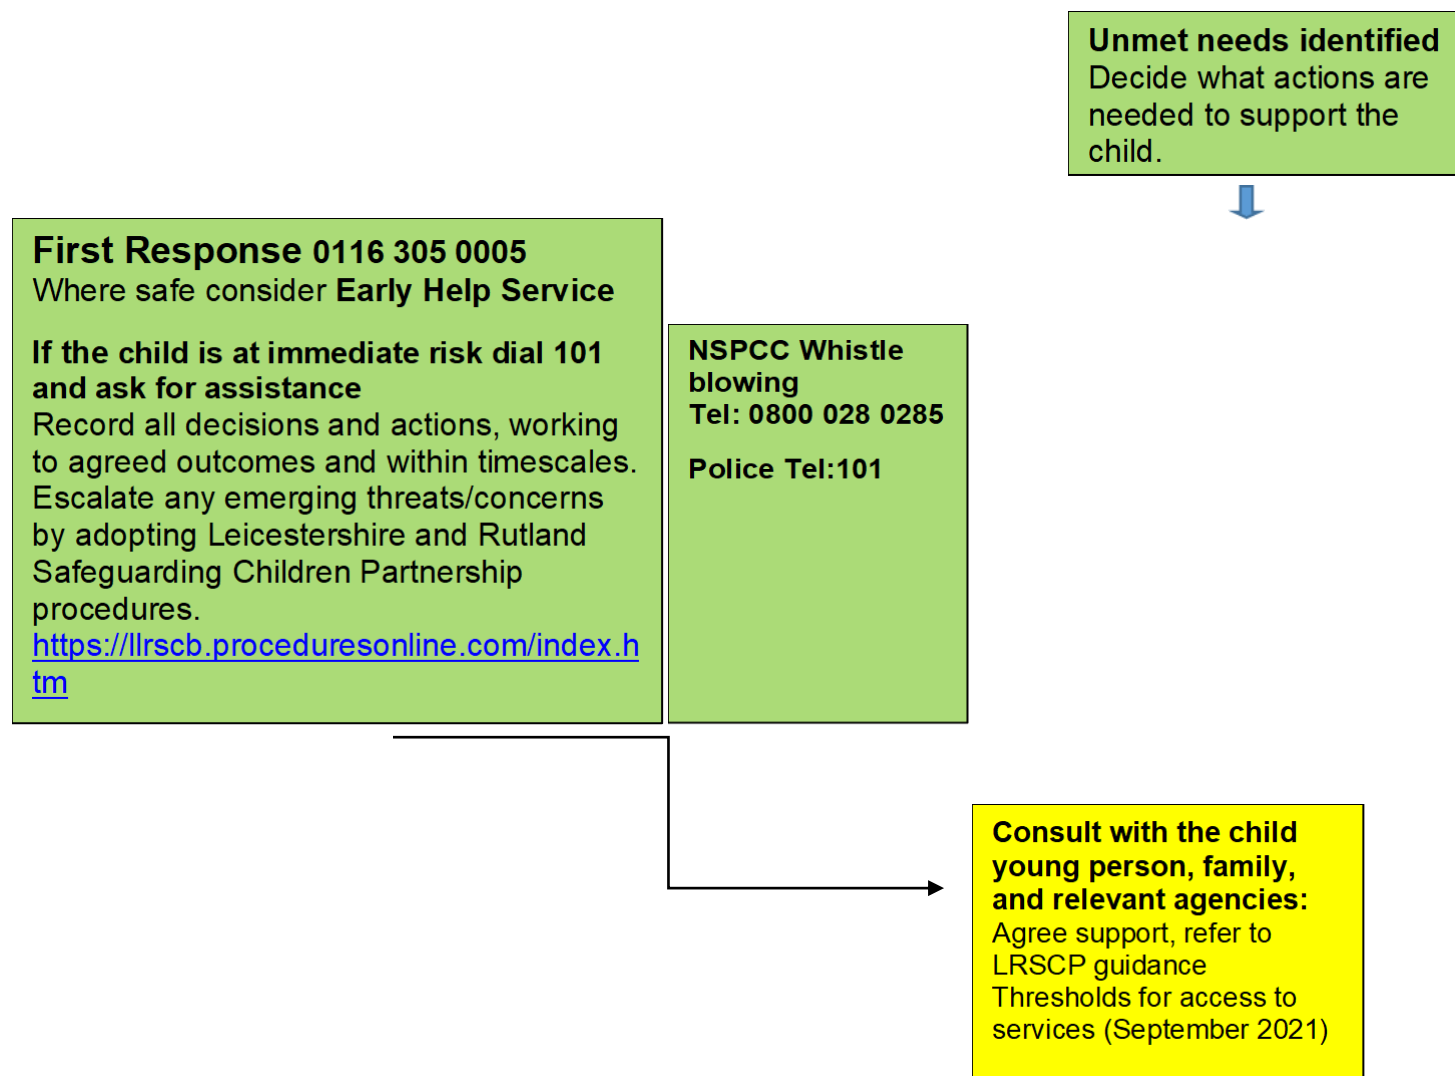 Unmet needs identified
Decide what actions are
needed to support the
child.
First Response 0116 305 0005
Where safe consider Early Help Service
If the child is at immediate risk dial 101
and ask for assistance
Record all decisions and actions, working
to agreed outcomes and within timescales.
Escalate any emerging threats/concerns
by adopting Leicestershire and Rutland
Safeguarding Children Partnership
procedures.
https://llrscb.proceduresonline.com/index.h
tm
NSPCC Whistle
blowing
Tel: 0800 028 0285
Police Tel:101
Consult with the child
young person, family,
and relevant agencies:
Agree support, refer to
LRSCP guidance
Thresholds for access to
services (September 2021)